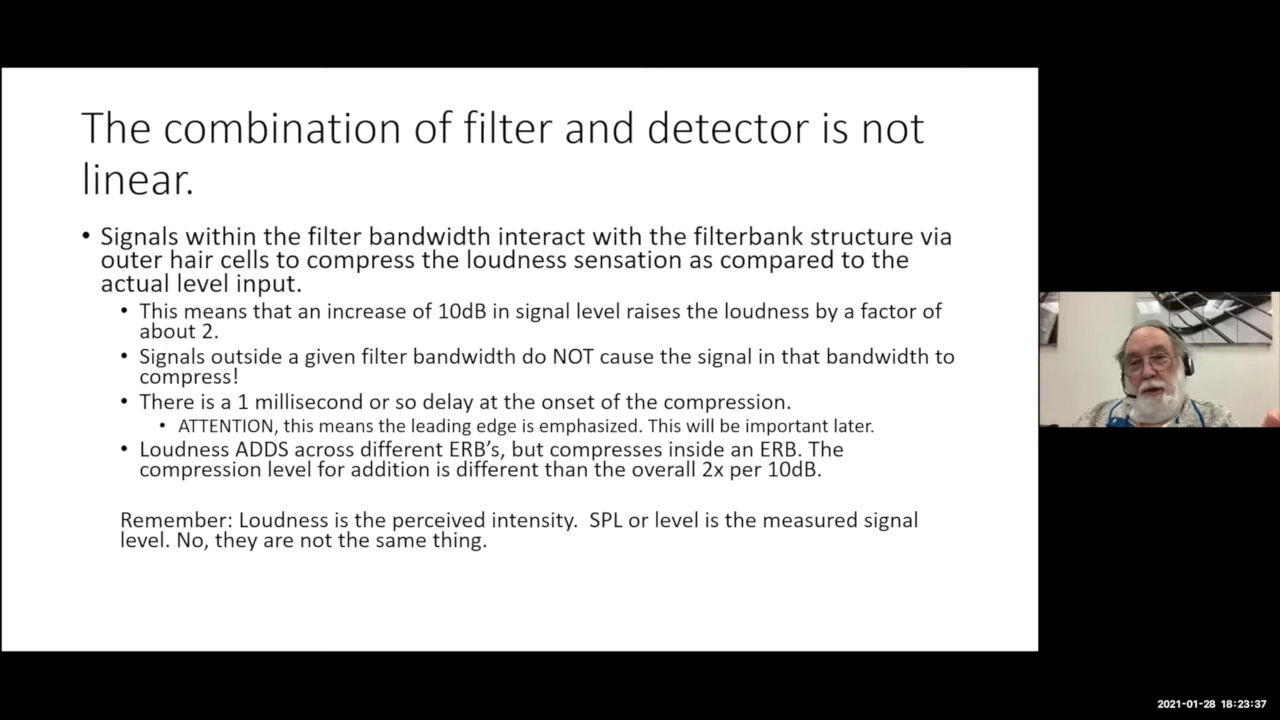 The combination of filter and detector is not
linear.
• Signals within the filter bandwidth interact with the filterbank structure via
outer hair cells to compress the loudness sensation as compared to the
actual level input.
• This means that an increase of 10dB in signal level raises the loudness by a factor of
about 2.
• Signals outside a given filter bandwidth do NOT cause the signal in that bandwidth to
compress!
• There is a 1 millisecond or so delay at the onset of the compression.
• ATTENTION, this means the leading edge is emphasized. This will be important later.
• Loudness ADDS across different ERB’s, but compresses inside an ERB. The
compression level for addition is different than the overall 2x per 10dB.
Remember: Loudness is the perceived intensity.  SPL or level is the measured signal
level. No, they are not the same thing.
2021-01-28 18:23:37